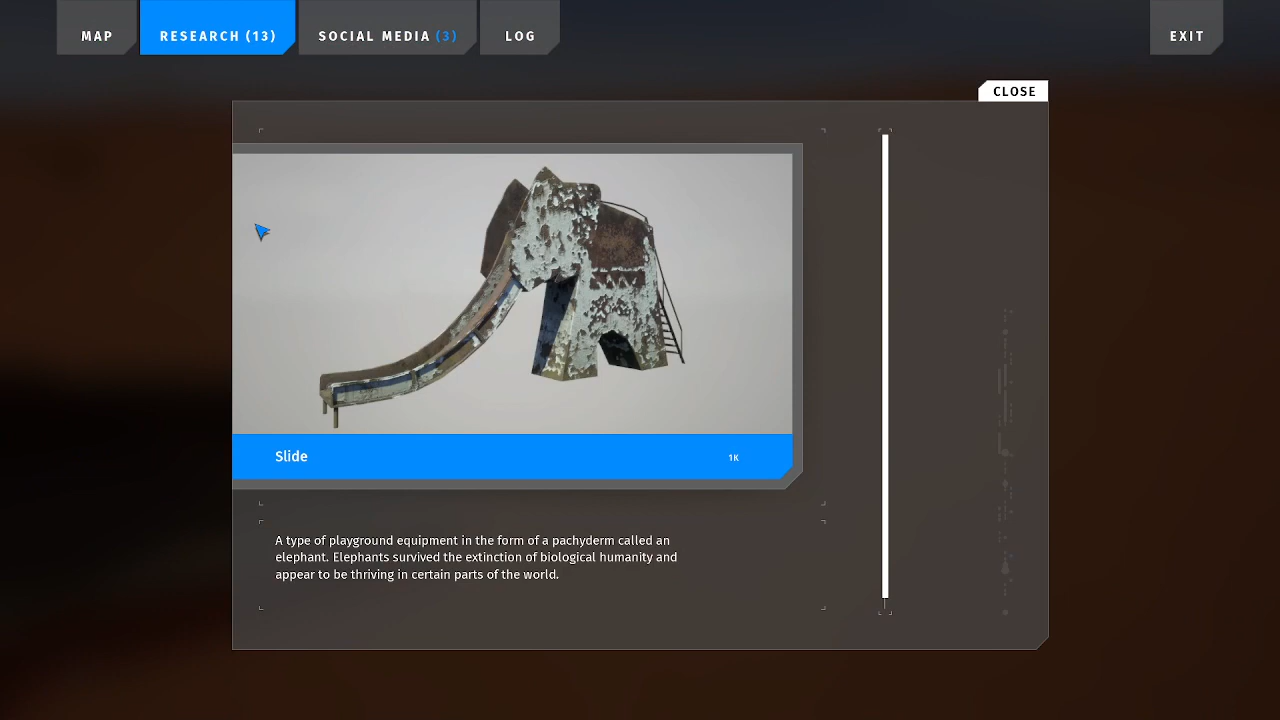 MAP
RESEARCH (13)
SOCIAL MEDIA (3)
LOG
EXIT
CLOSE
Slide
1K
A type of playground equipment in the form of a pachyderm called an
elephant. Elephants survived the extinction of biological humanity and
appear to be thriving in certain parts of the world.